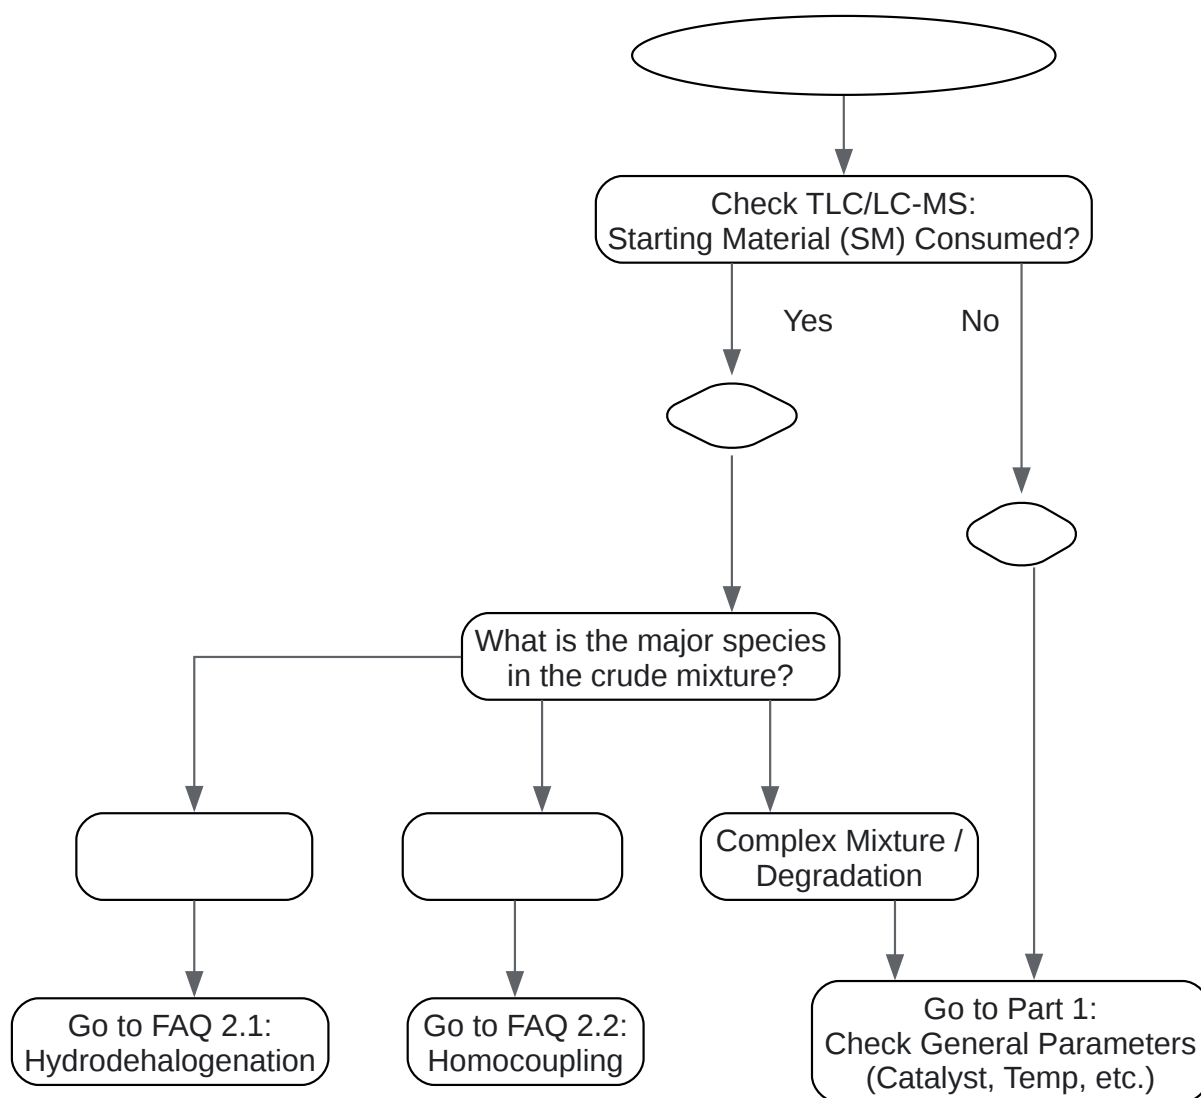 Check TLC/LC-MS:
Starting Material (SM) Consumed?
Yes
No
What is the major species
in the crude mixture?
Complex Mixture /
Degradation
Go to FAQ 2.1:
Hydrodehalogenation
Go to FAQ 2.2:
Homocoupling
Go to Part 1:
Check General Parameters
(Catalyst, Temp, etc.)